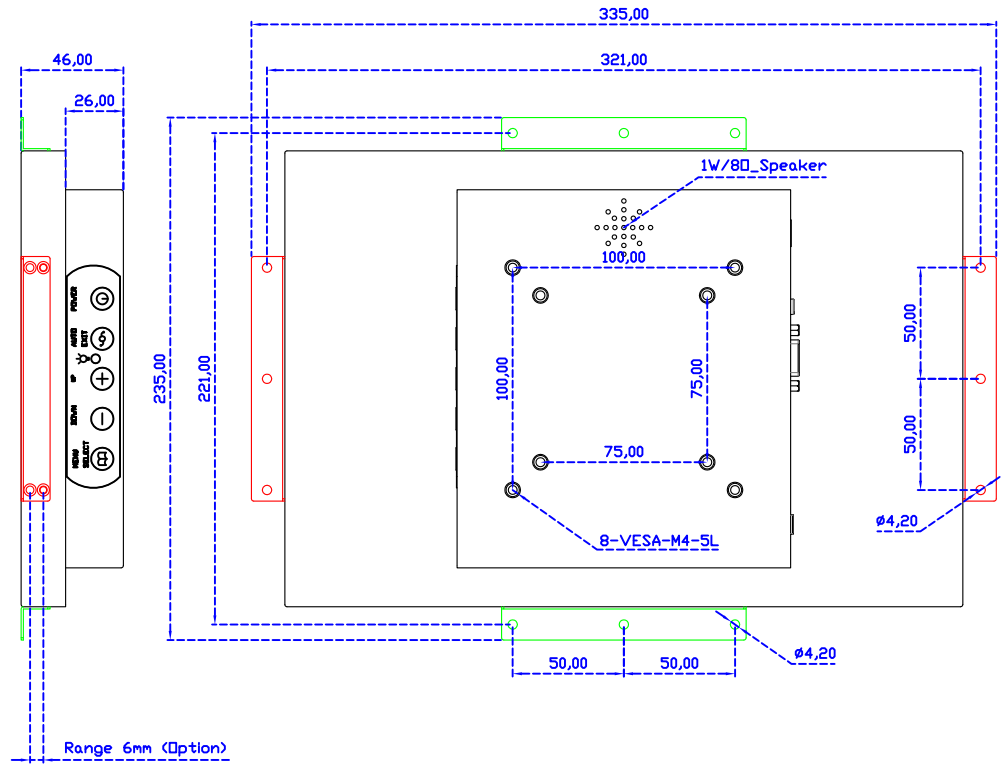 335,00
46,00
321,00
26,00
1W/8Ω_Speaker
100,00
POWER
AUTO
EXIT
UP
DOWN
MENU
SELECT
235,00
221,00
100,00
75,00
75,00
50,00
50,00
ø4,20
8-VESA-M4-5L
ø4,20
50,00
50,00
Range 6mm (Option)